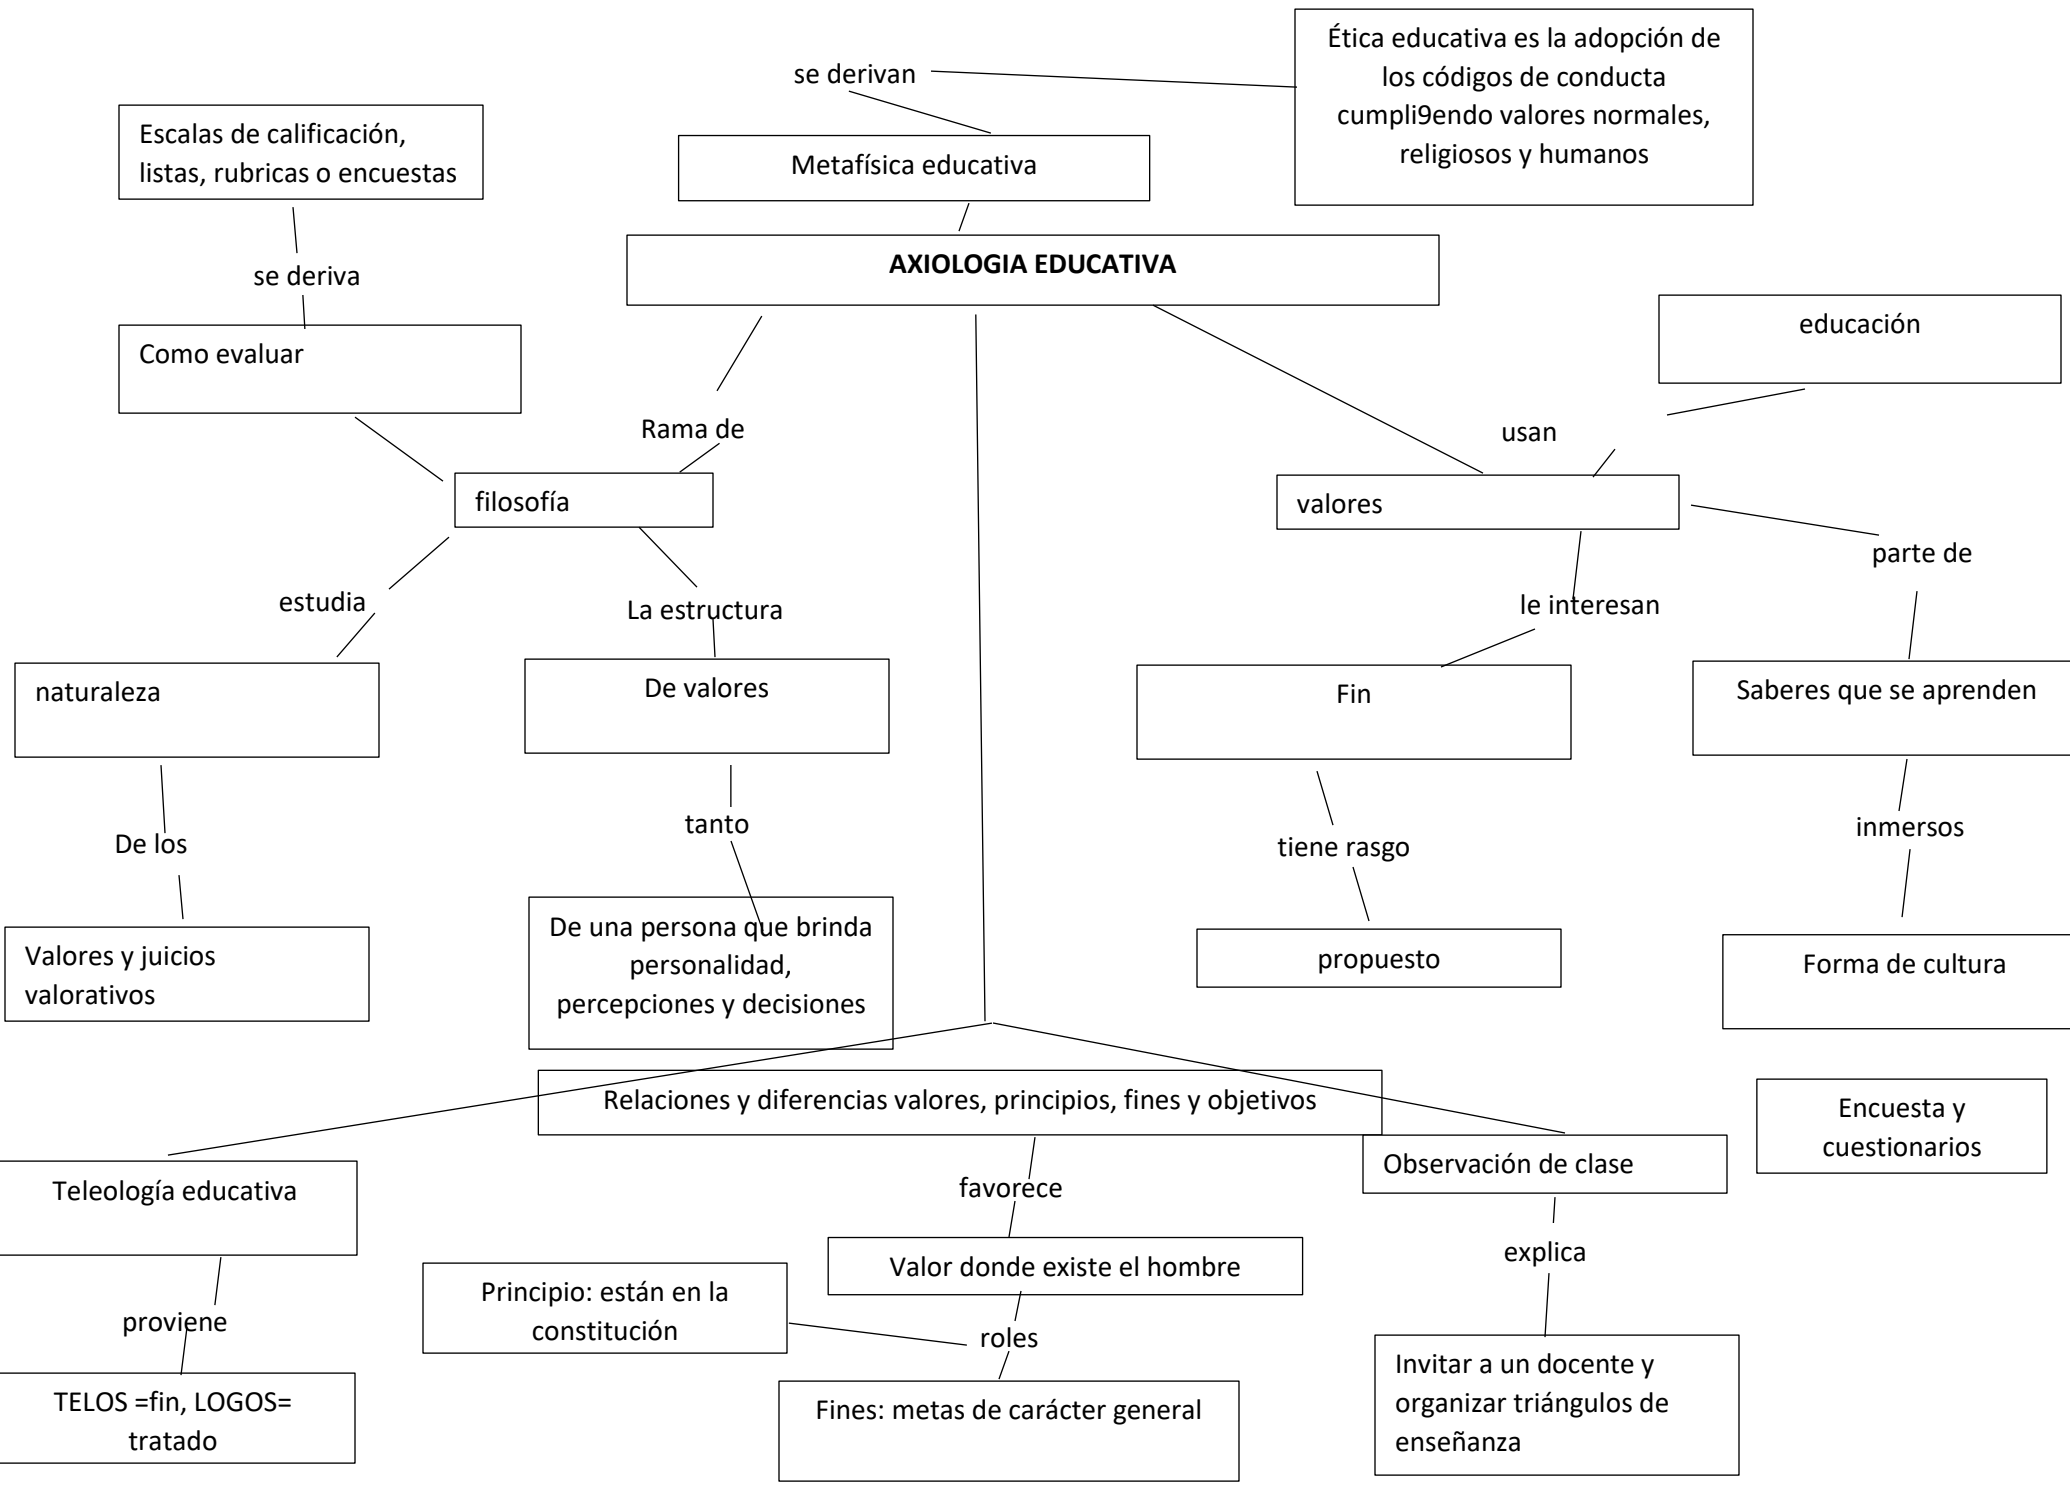 Ética educativa es la adopción de
los códigos de conducta
cumpli9endo valores normales,
religiosos y humanos
se derivan
Escalas de calificación,
listas, rubricas o encuestas
Metafísica educativa
AXIOLOGIA EDUCATIVA
se deriva
Como evaluar
educación
Rama de
usan
filosofía
valores
parte de
estudia
La estructura
le interesan
naturaleza
De valores
Fin
Saberes que se aprenden
De los
tanto
tiene rasgo
inmersos
Valores y juicios
valorativos
De una persona que brinda
personalidad,
percepciones y decisiones
propuesto
Forma de cultura
Relaciones y diferencias valores, principios, fines y objetivos
Encuesta y
cuestionarios
Teleología educativa
favorece
Observación de clase
Valor donde existe el hombre
explica
Principio: están en la
constitución
proviene
roles
TELOS =fin, LOGOS=
tratado
Fines: metas de carácter general
Invitar a un docente y
organizar triángulos de
enseñanza